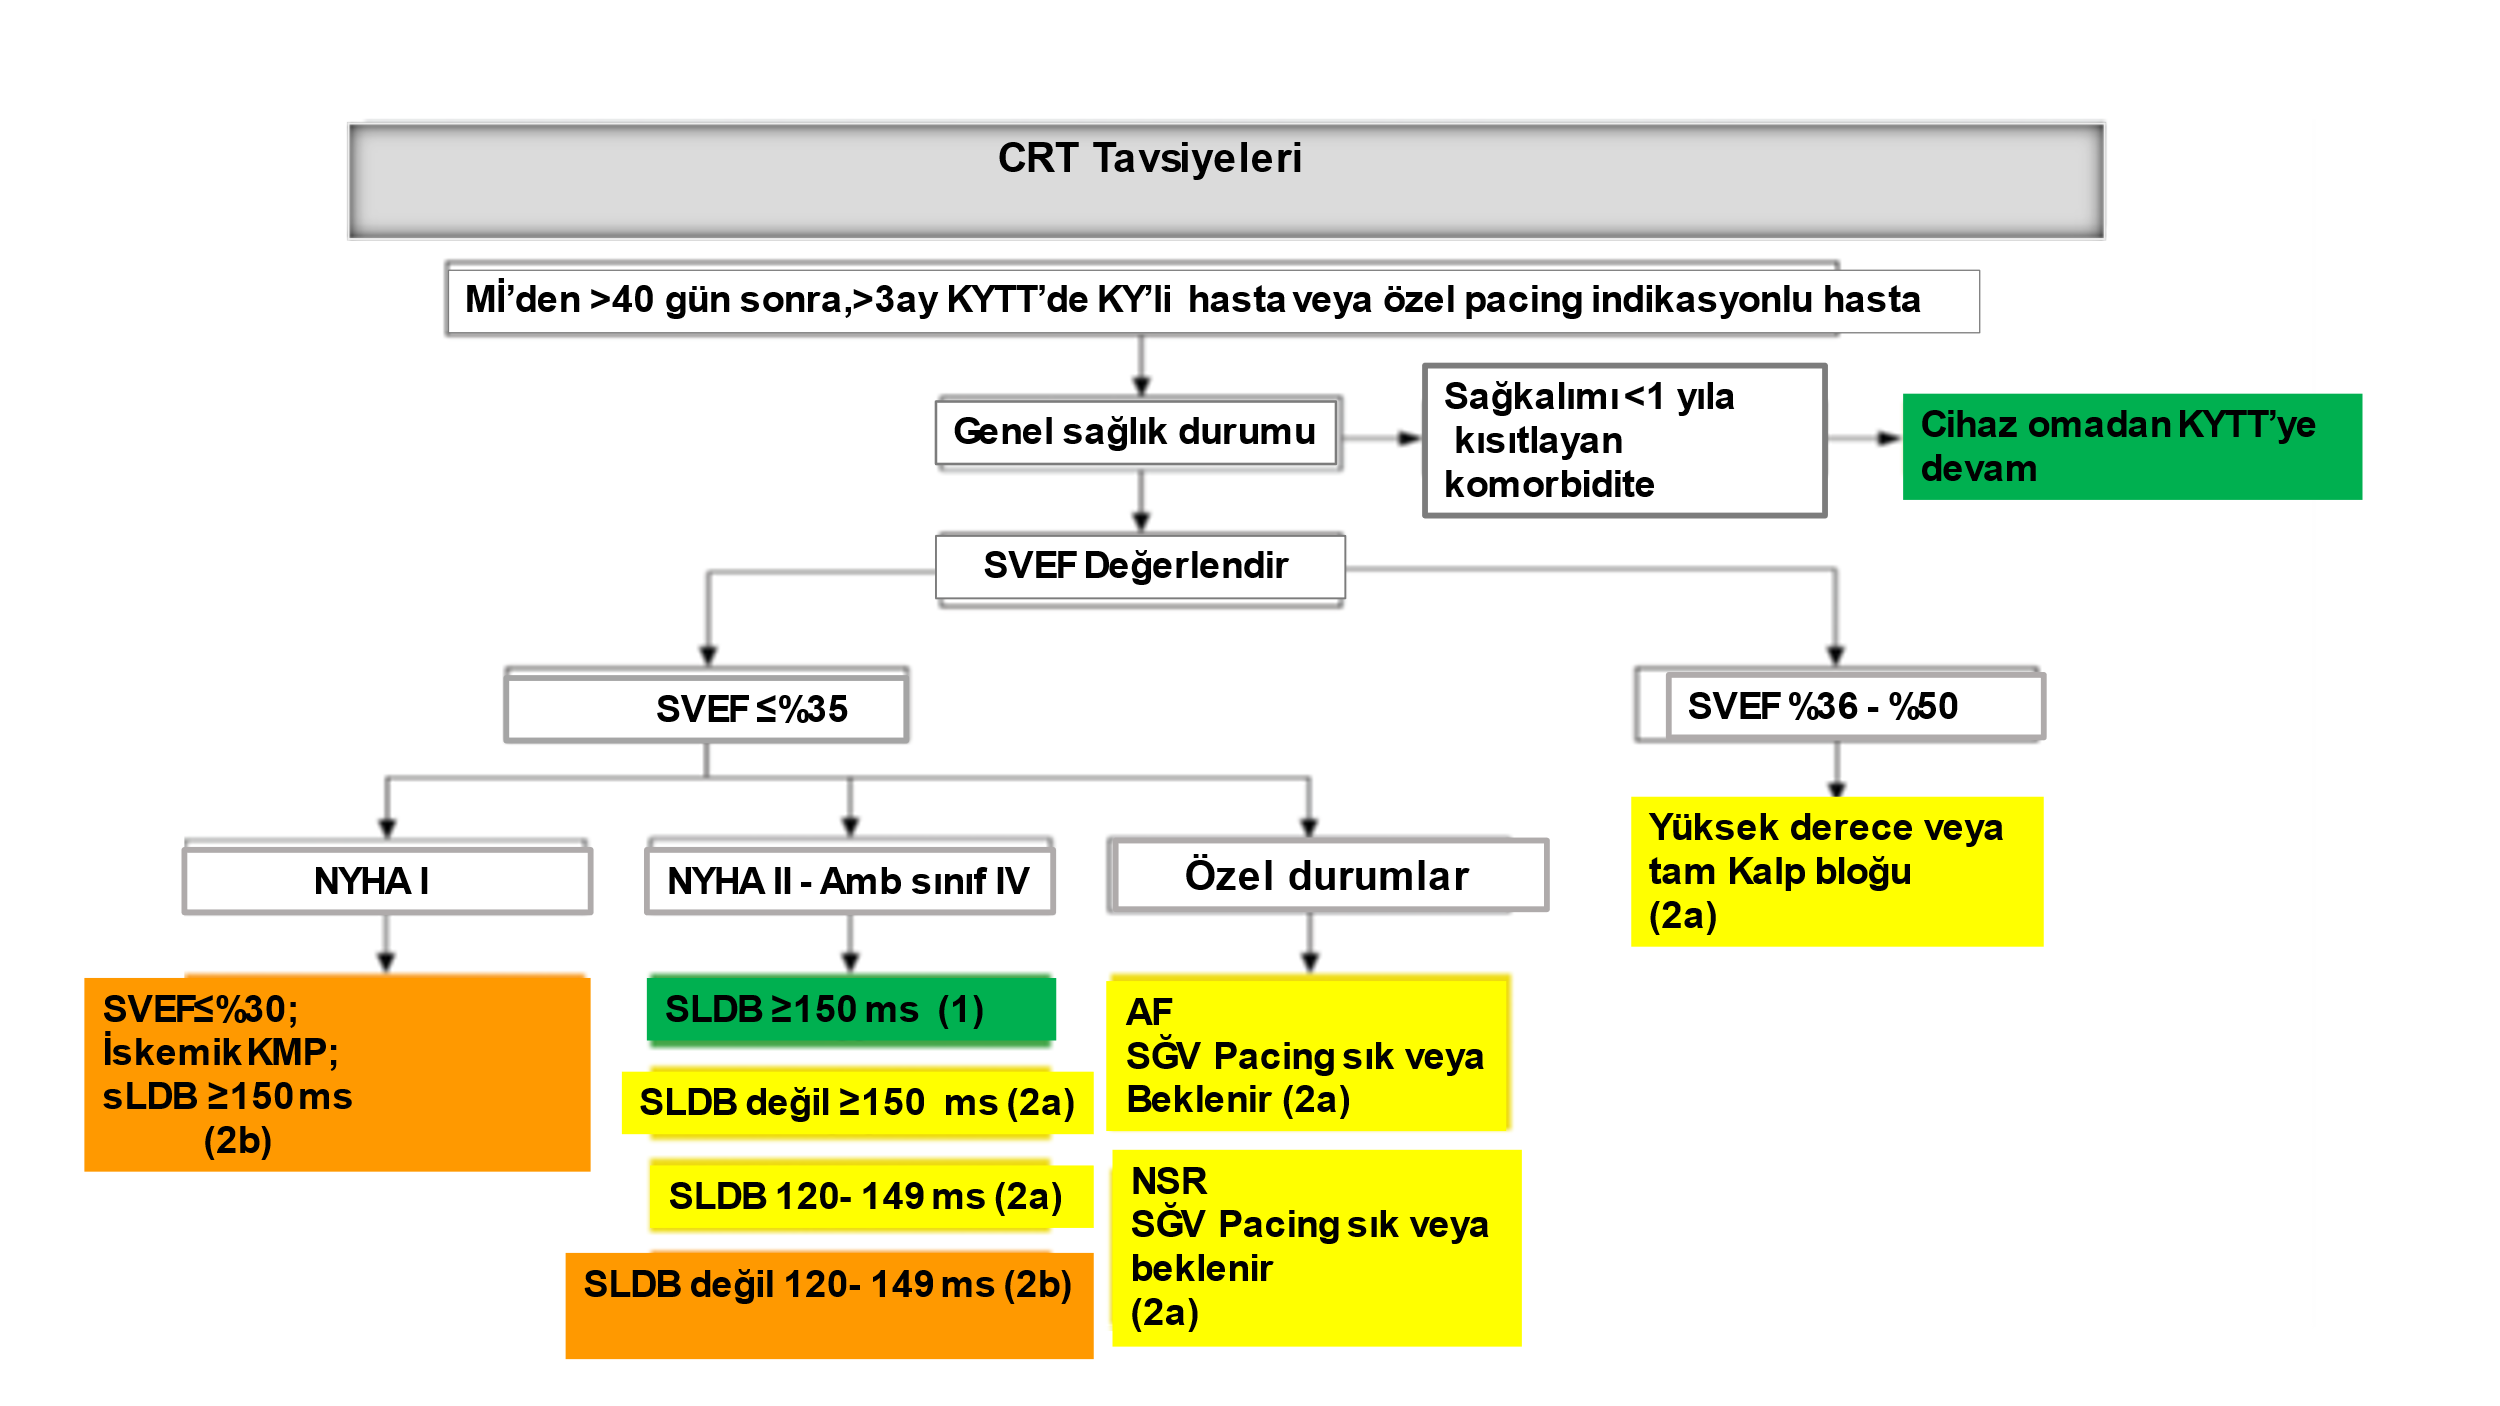 CRT Tavsiyeleri
Mİ’den >40 gün sonra,>3ay KYTT’de KY’li hasta veya özel pacing indikasyonlu hasta
Genel sağlık durumu
Sağkalımı <1 yıla
kısıtlayan
komorbidite
Cihaz omadan KYTT’ye
devam
SVEF Değerlendir
SVEF ≤%35
SVEF %36 - %50
NYHA I
NYHA II - Amb sınıf IV
Özel durumlar
Yüksek derece veya
tam Kalp bloğu
(2a)
SVEF≤%30;
İskemik KMP;
sLDB ≥150 ms
(2b)
SLDB ≥150 ms (1)
SLDB değil ≥150 ms (2a)
SLDB 120- 149 ms (2a)
SLDB değil 120- 149 ms (2b)
AF
SĞV Pacing sık veya
Beklenir (2a)
NSR
SĞV Pacing sık veya
beklenir
(2a)